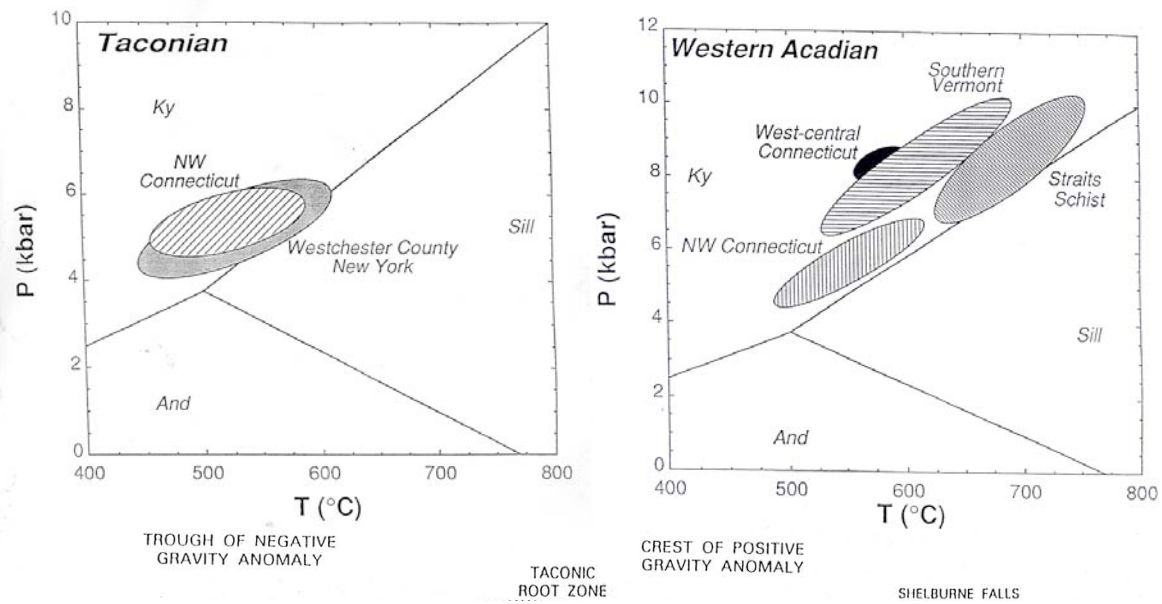 Taconian
10
8
6
4
2
0
P (kbar)
Ky
NW
Connecticut
Westchester County
New York
Sill
And
400
500
600
700
800
T (°C)
TROUGH OF NEGATIVE
GRAVITY ANOMALY
TACONIC
ROOT ZONE
Western Acadian
12
10
8
6
4
2
0
P (kbar)
Southern
Vermont
West-central
Connecticut
Ky
Straits
Schist
NW Connecticut
Sill
And
400
500
600
700
800
T (°C)
CREST OF POSITIVE
GRAVITY ANOMALY
SHELBURNE FALLS